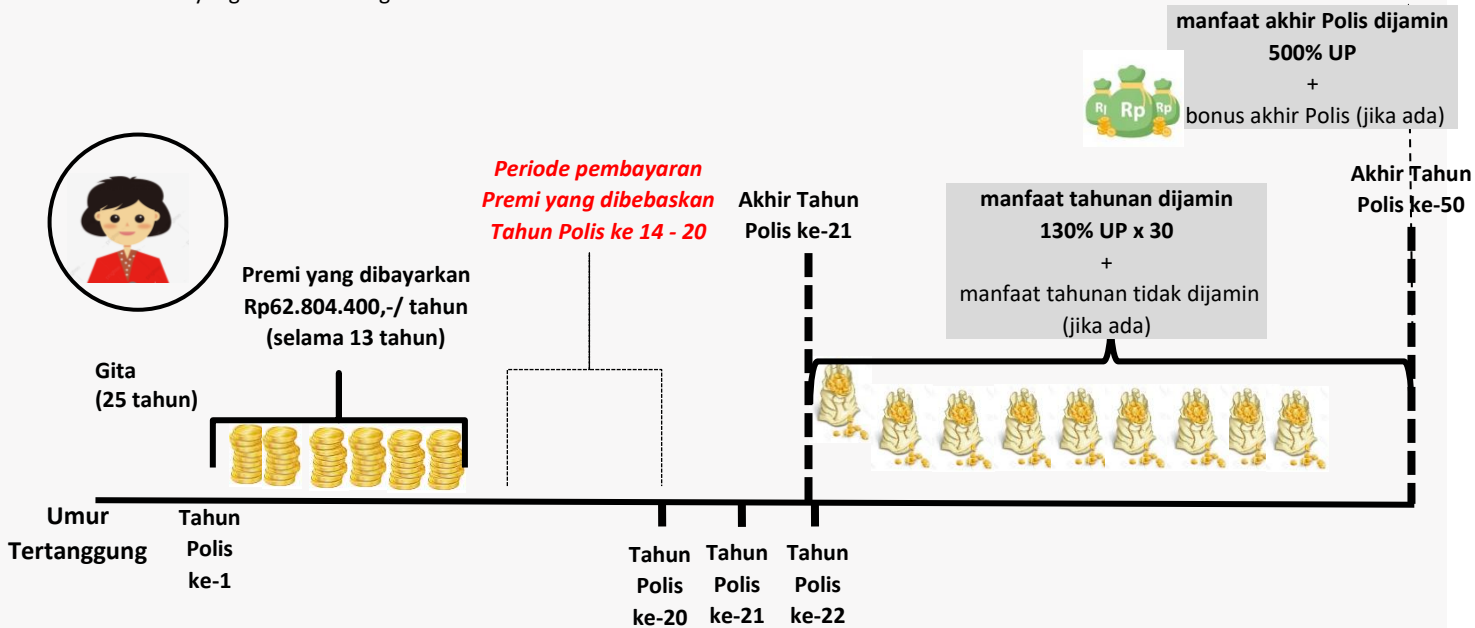 manfaat akhir Polis dijamin
500% UP
+
bonus akhir Polis (jika ada)
Rp Rp Rp
Periode pembayaran
Premi yang dibebaskan
Tahun Polis ke 14 - 20
Akhir Tahun
Polis ke-21
manfaat tahunan dijamin
130% UP x 30
+
manfaat tahunan tidak dijamin
(jika ada)
Akhir Tahun
Polis ke-50
Premi yang dibayarkan
Rp62.804.400,-/ tahun
(selama 13 tahun)
Gita
(25 tahun)
Umur
Tertanggung
Tahun
Polis
ke-1
Tahun
Polis
ke-20
Tahun
Polis
ke-21
Tahun
Polis
ke-22